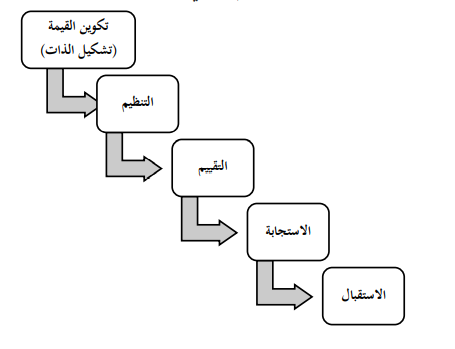 تكوين القيمة
(تشكيل الذات)
التنظيم
التقييم
الاستجابة
الاستقبال